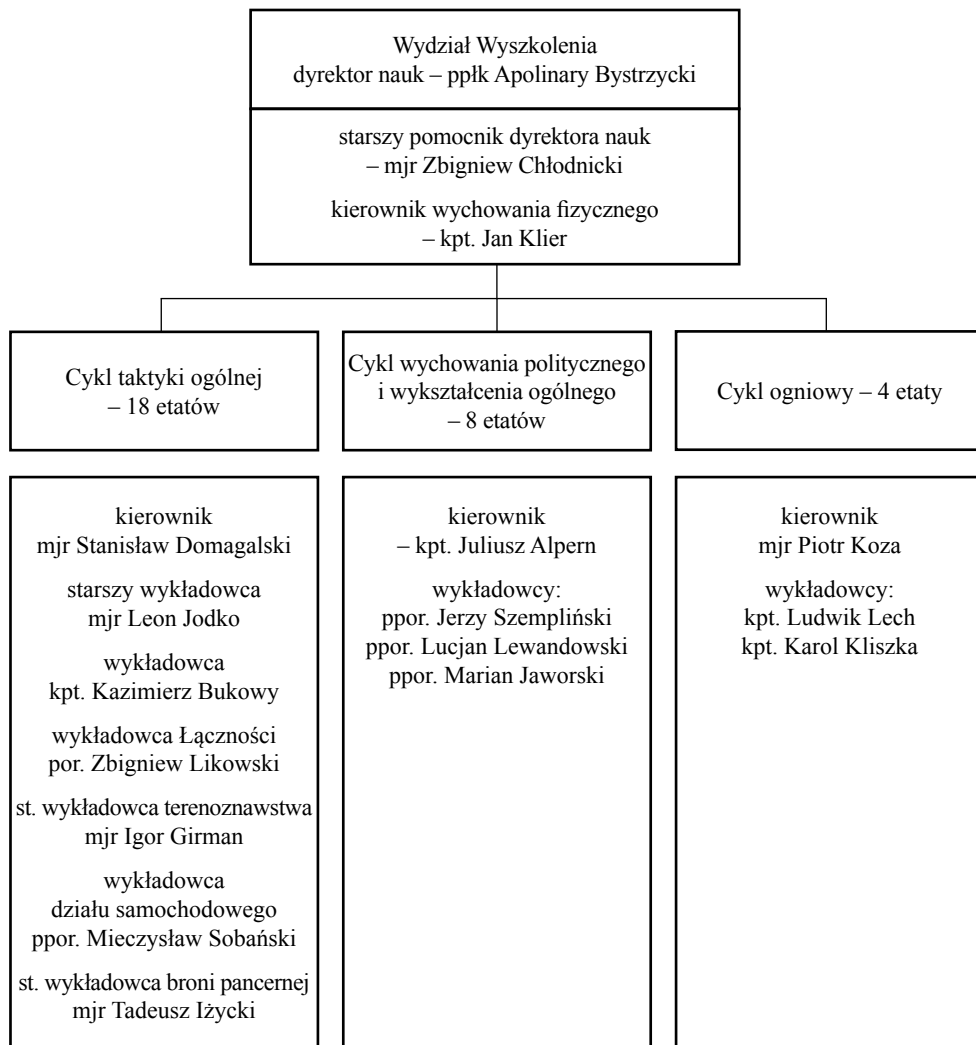 Wydział Wyszkolenia
dyrektor nauk – ppłk Apolinary Bystrzycki
starszy pomocnik dyrektora nauk
– mjr Zbigniew Chłodnicki
kierownik wychowania fizycznego
– kpt. Jan Klier
Cykl taktyki ogólnej
– 18 etatów
Cykl wychowania politycznego
i wykształcenia ogólnego
– 8 etatów
Cykl ogniowy – 4 etaty
kierownik
mjr Stanisław Domagalski
starszy wykładowca
mjr Leon Jodko
wykładowca
kpt. Kazimierz Bukowy
wykładowca Łączności
por. Zbigniew Likowski
st. wykładowca terenoznawstwa
mjr Igor Girman
wykładowca
działu samochodowego
ppor. Mieczysław Sobański
st. wykładowca broni pancernej
mjr Tadeusz Iżycki
kierownik
– kpt. Juliusz Alpern
wykładowcy:
ppor. Jerzy Szempliński
ppor. Lucjan Lewandowski
ppor. Marian Jaworski
kierownik
mjr Piotr Koza
wykładowcy:
kpt. Ludwik Lech
kpt. Karol Kliszka